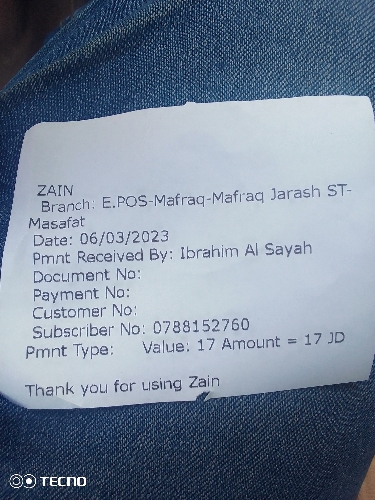 ZAIN
Branch: E.POS-Mafraq-Mafraq Jarash ST-
Masafat
Date: 06/03/2023
Pmnt Received By: Ibrahim Al Sayah
Document No:
Payment No:
Customer No:
Subscriber No: 0788152760
Pmnt Type: Value: 17 Amount = 17 JD
Thank you for using Zain
TECNO